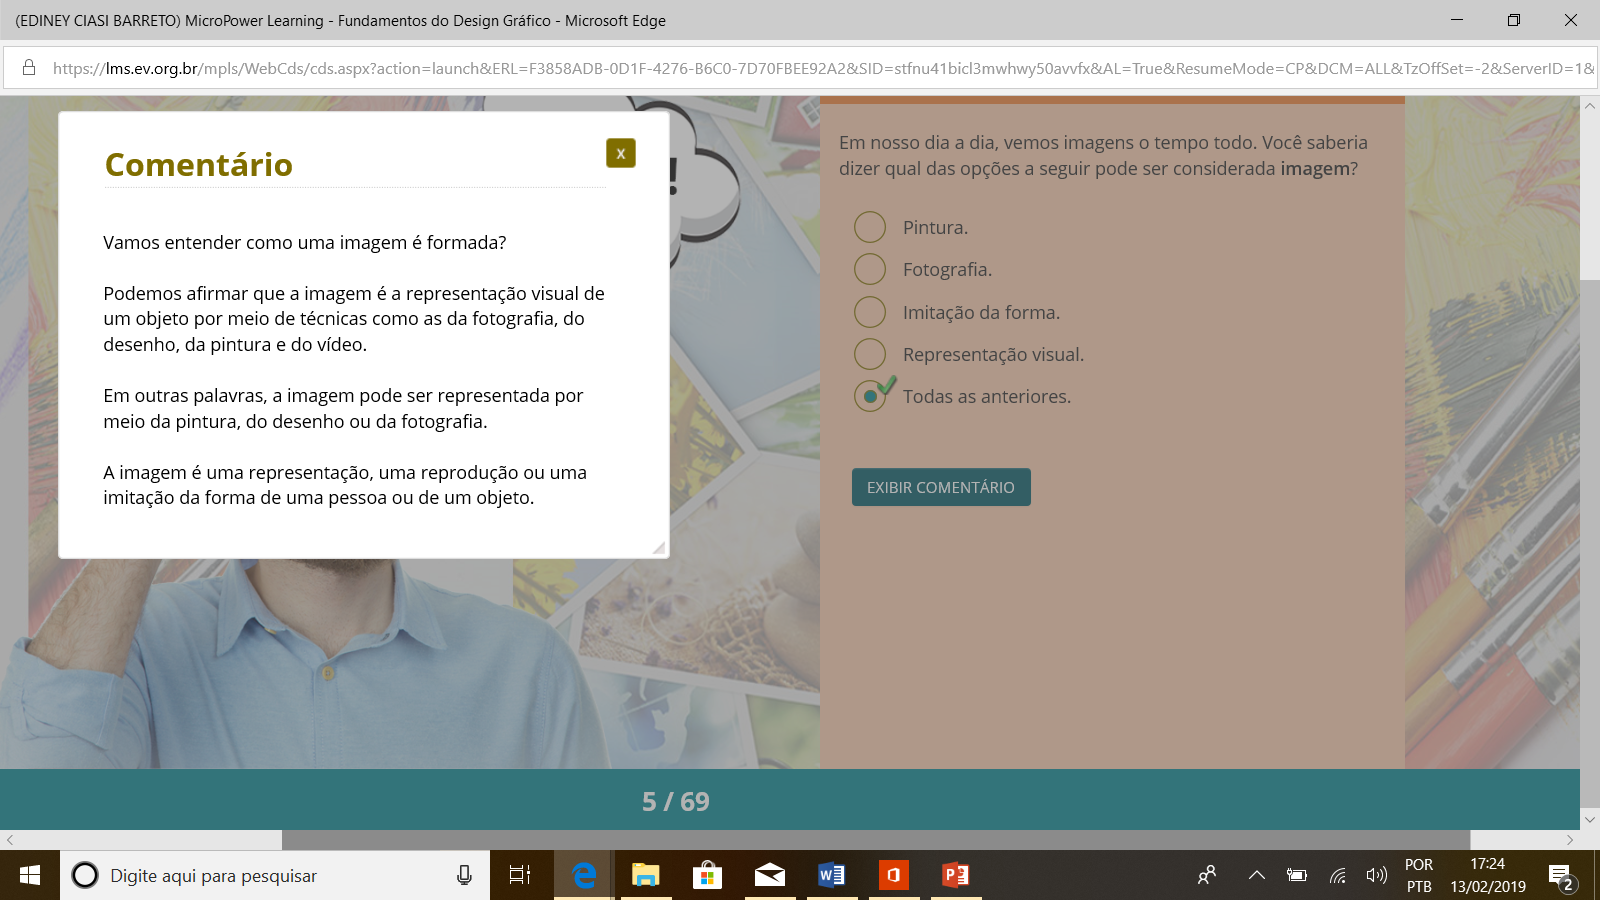 (EDINEY CIASI BARRETO) MicroPower Learning - Fundamentos do Design Gráfico - Microsoft Edge
https://lms.ev.org.br/mpls/WebCds/cds.aspx?action=launch&ERL=F3858ADB-0D1F-4276-B6C0-7D70FBEE92A2&SID=stfnu41bicl3mwhwy50avvfx&AL=True&ResumeMode=CP&DCM=ALL&TzOffSet=-2&ServerID=1&
Comentário
x
Vamos entender como uma imagem é formada?
Podemos afirmar que a imagem é a representação visual de
um objeto por meio de técnicas como as da fotografia, do
desenho, da pintura e do vídeo.
Em outras palavras, a imagem pode ser representada por
meio da pintura, do desenho ou da fotografia.
A imagem é uma representação, uma reprodução ou uma
imitação da forma de uma pessoa ou de um objeto.
!
Em nosso dia a dia, vemos imagens o tempo todo. Você saberia
dizer qual das opções a seguir pode ser considerada imagem?
Pintura.
Fotografia.
Imitação da forma.
Representação visual.
Todas as anteriores.
EXIBIR COMENTÁRIO
5 / 69
Digite aqui para pesquisar
POR
PTB
17:24
13/02/2019
2